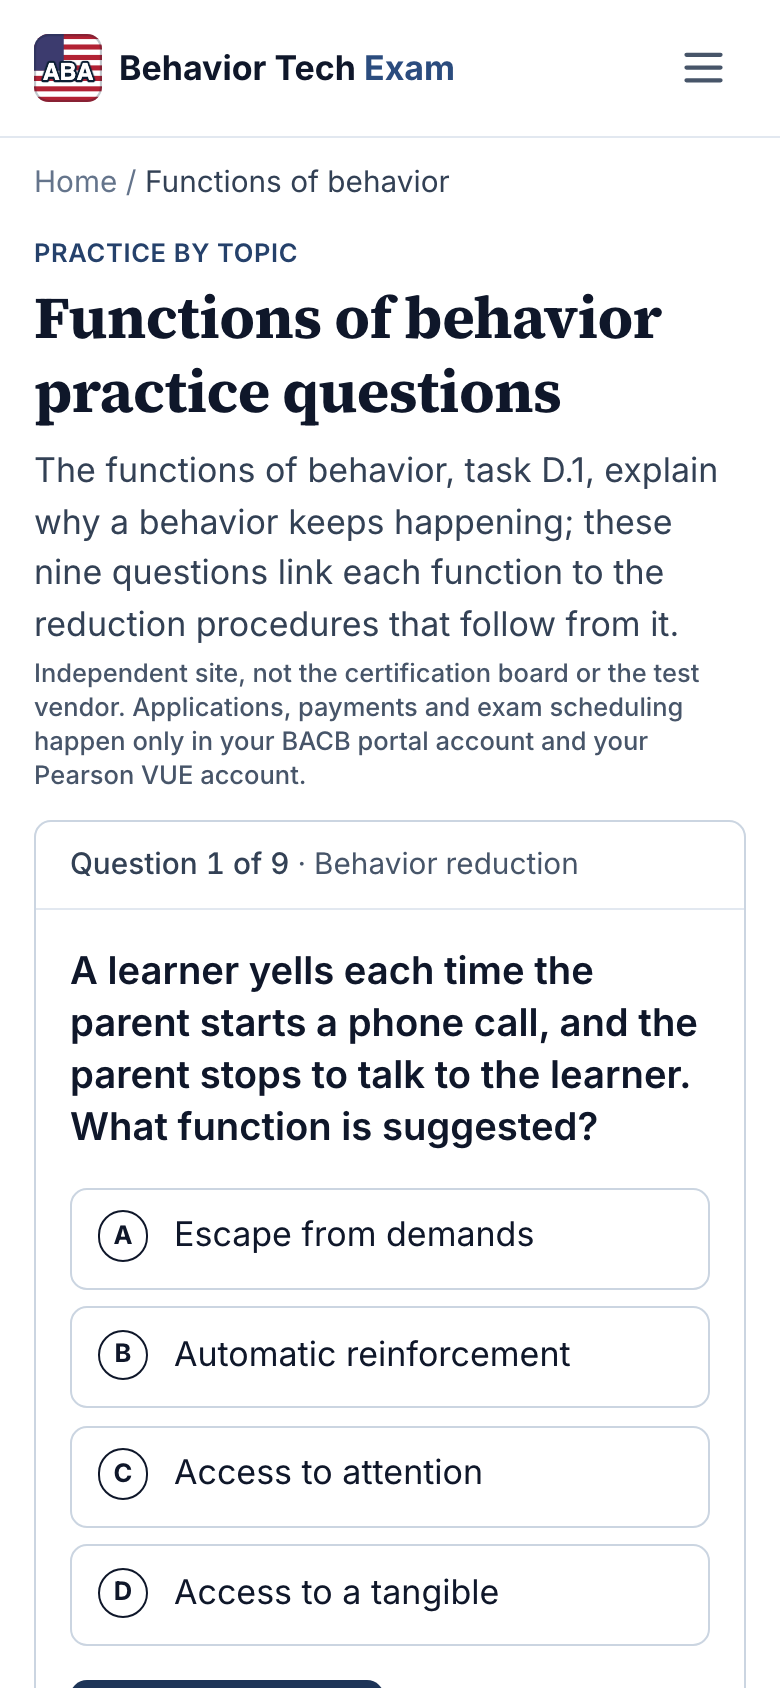 ABA
Behavior Tech Exam
Home / Functions of behavior
PRACTICE BY TOPIC
Functions of behavior
practice questions
The functions of behavior, task D.1, explain
why a behavior keeps happening; these
nine questions link each function to the
reduction procedures that follow from it.
Independent site, not the certification board or the test
vendor. Applications, payments and exam scheduling
happen only in your BACB portal account and your
Pearson VUE account.
Question 1 of 9 · Behavior reduction
A learner yells each time the
parent starts a phone call, and the
parent stops to talk to the learner.
What function is suggested?
A Escape from demands
B Automatic reinforcement
C Access to attention
D Access to a tangible